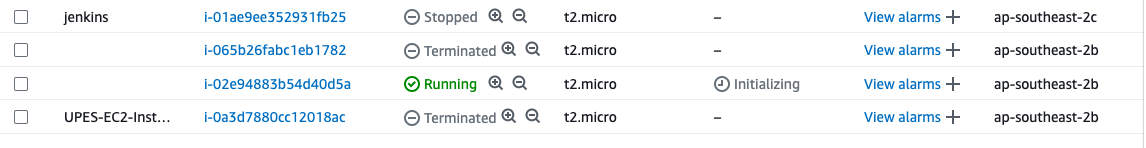 jenkins i-01ae9ee352931fb25 Stopped t2.micro – View alarms + ap-southeast-2c
i-065b26fabc1eb1782 Terminated t2.micro – View alarms + ap-southeast-2b
i-02e94883b54d40d5a Running t2.micro Initializing View alarms + ap-southeast-2b
UPES-EC2-Inst... i-0a3d7880cc12018ac Terminated t2.micro – View alarms + ap-southeast-2b